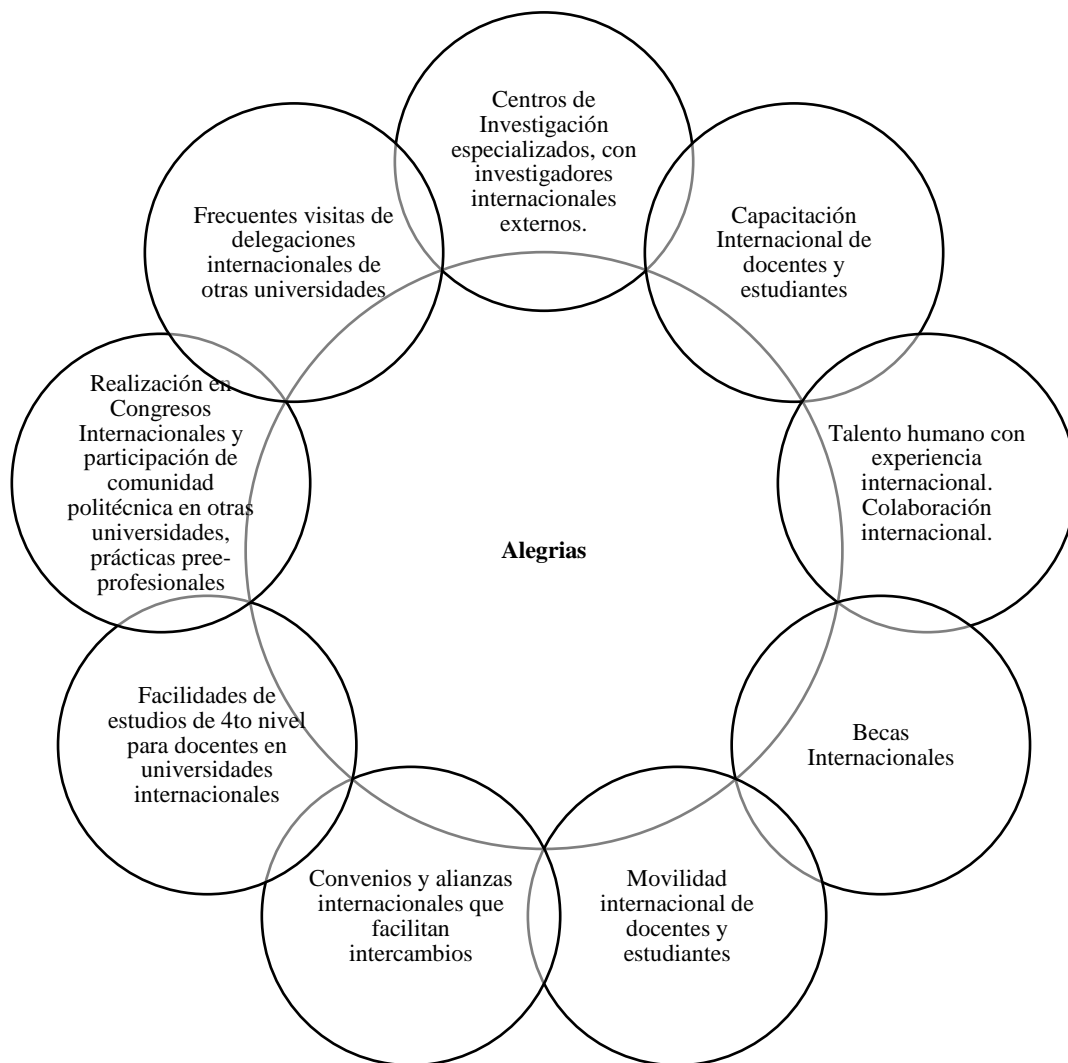 Centros de
Investigación
especializados, con
investigadores
internacionales
externos.
Capacitación
Internacional de
docentes y
estudiantes
Talento humano con
experiencia
internacional.
Colaboración
internacional.
Becas
Internacionales
Movilidad
internacional de
docentes y
estudiantes
Convenios y alianzas
internacionales que
facilitan
intercambios
Facilidades de
estudios de 4to nivel
para docentes en
universidades
internacionales
Realización en
Congresos
Internacionales y
participación de
comunidad
politécnica en otras
universidades,
prácticas pree-
profesionales
Frecuentes visitas de
delegaciones
internacionales de
otras universidades
Alegrias